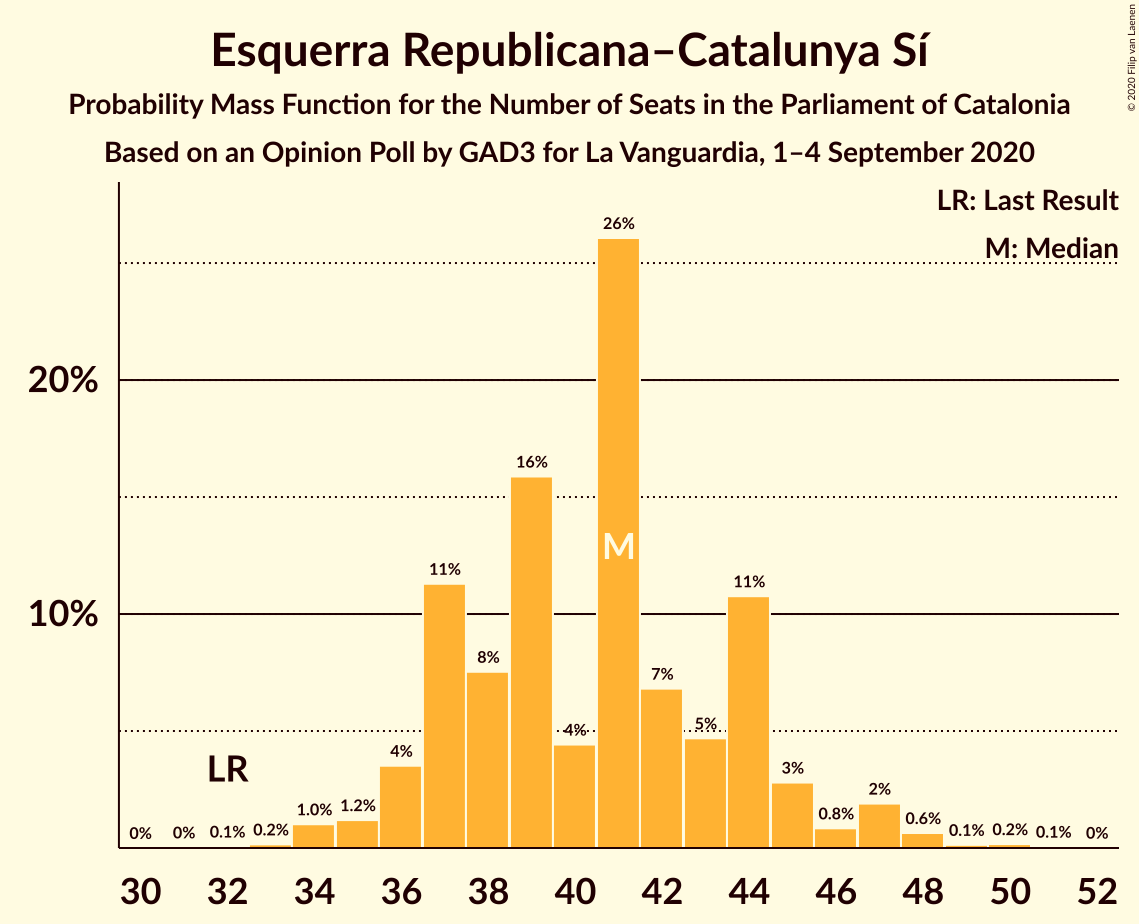 Esquerra Republicana–Catalunya Sí
Probability Mass Function for the Number of Seats in the Parliament of Catalonia
Based on an Opinion Poll by GAD3 for La Vanguardia, 1–4 September 2020
© 2020 Filip van Laenen
LR: Last Result
M: Median
20%
10%
0% 0% 0.1% 0.2% 1.0% 1.2% 4% 11% 8% 16% 4% 26% 7% 5% 11% 3% 0.8% 2% 0.6% 0.1% 0.2% 0.1% 0%
LR
M
30 32 34 36 38 40 42 44 46 48 50 52